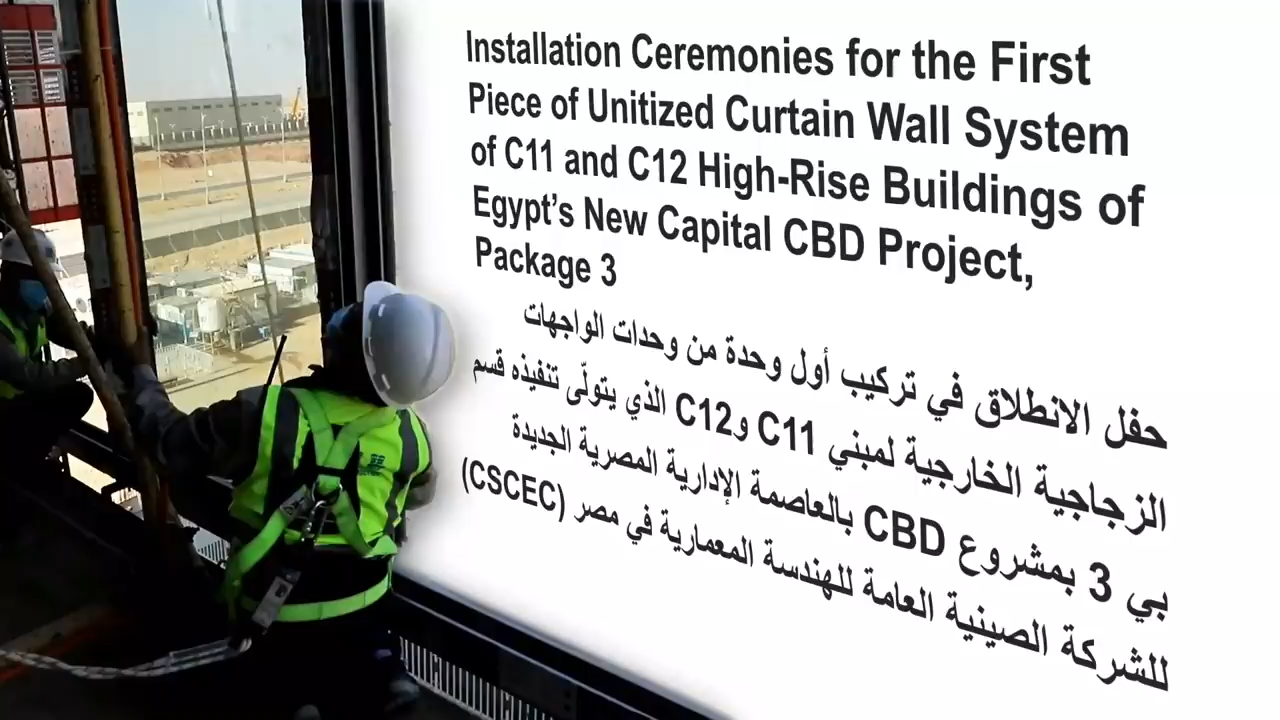 Installation Ceremonies for the First
Piece of Unitized Curtain Wall System
of C11 and C12 High-Rise Buildings of
Egypt’s New Capital CBD Project,
Package 3
حفل الانطلاق في تركيب أول وحدة من وحدات الواجهات
الزجاجية الخارجية لمبني C11 وC12 الذي يتولّى تنفيذه قسم
بي 3 بمشروع CBD بالعاصمة الإدارية المصرية الجديدة
للشركة الصينية العامة للهندسة المعمارية في مصر (CSCEC)